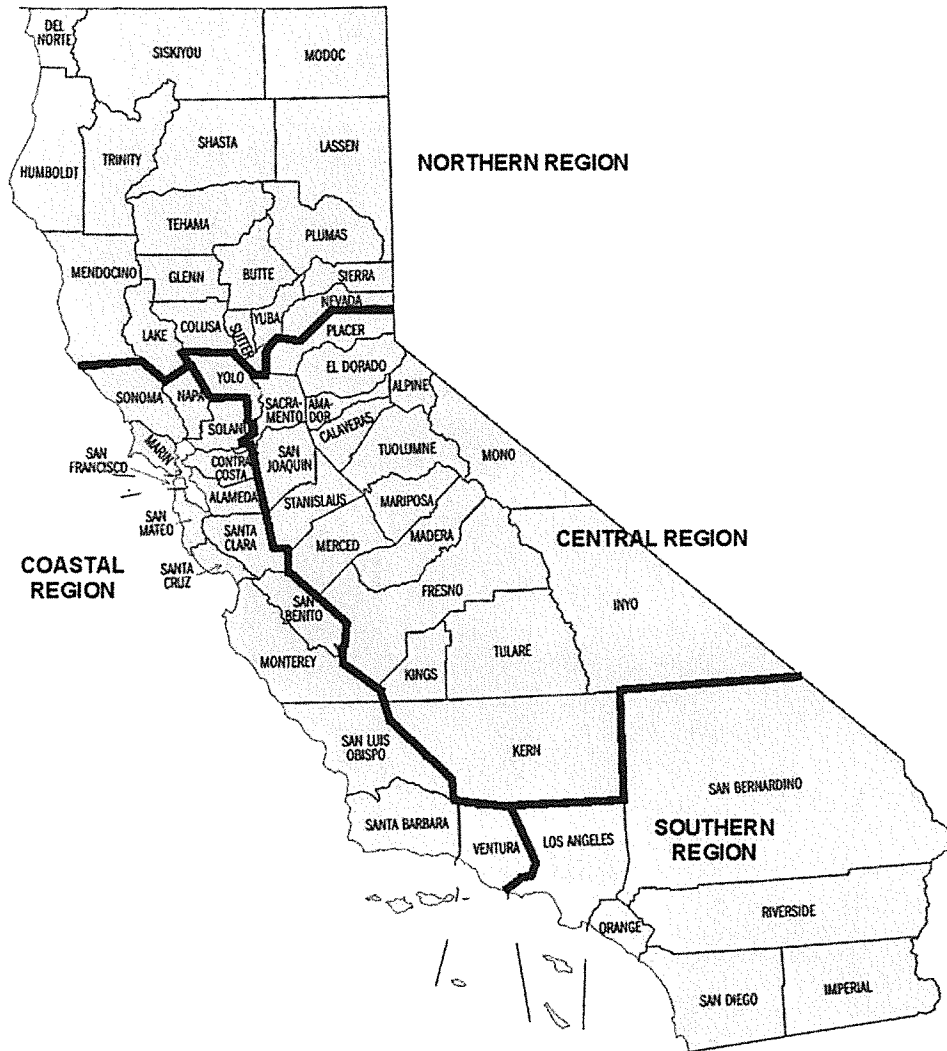 DEL
NORTE
SISKIYOU
MODOC
HUMBOLDT
TRINITY
SHASTA
LASSEN
NORTHERN REGION
TEHAMA
PLUMAS
MENDOCINO
GLENN
BUTTE
SIERRA
LAKE
COLUSA
SUTTER
YUBA
NEVADA
PLACER
SONOMA
NAPA
YOLO
EL DORADO
ALPINE
SACRA-
MENTO
AMA-
DOR
SOLANO
CALAVERAS
MARIN
SAN
FRANCISCO
CONTRA
COSTA
SAN
JOAQUIN
TUOLUMNE
MONO
ALAMEDA
STANISLAUS
MARIPOSA
SAN
MATEO
SANTA
CLARA
MERCED
MADERA
CENTRAL REGION
COASTAL
REGION
SANTA
CRUZ
SAN
BENITO
FRESNO
INYO
MONTEREY
KINGS
TULARE
SAN LUIS
OBISPO
KERN
SAN BERNARDINO
SANTA BARBARA
VENTURA
LOS ANGELES
SOUTHERN
REGION
ORANGE
RIVERSIDE
SAN DIEGO
IMPERIAL